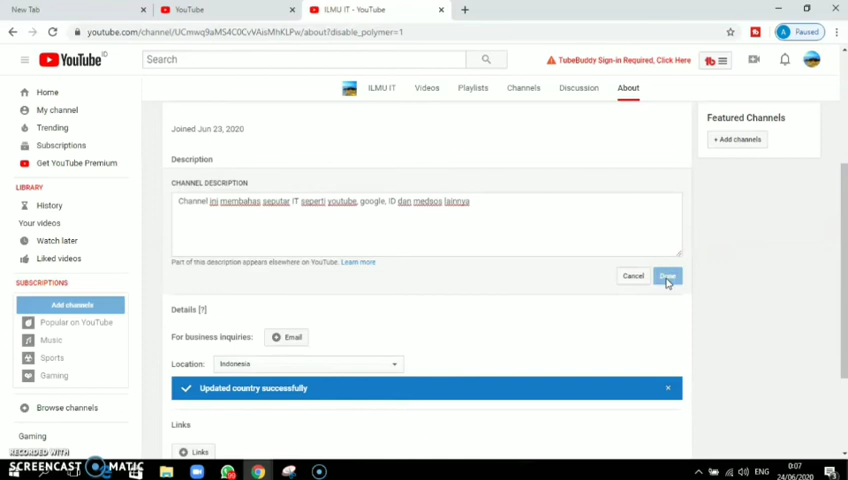 New Tab
YouTube
ILMU IT - YouTube
youtube.com/channel/UCmwq9aMS4C0CvVAisMhKLPw/about?disable_polymer=1
Paused
YouTube ID
Search
TubeBuddy Sign-in Required, Click Here
Home
ILMU IT
Videos
Playlists
Channels
Discussion
About
My channel
Trending
Subscriptions
Get YouTube Premium
LIBRARY
History
Your videos
Watch later
Liked videos
SUBSCRIPTIONS
Add channels
Popular on YouTube
Music
Sports
Gaming
Browse channels
Gaming
Joined Jun 23, 2020
Description
CHANNEL DESCRIPTION
Channel ini membahas seputar IT seperti youtube, google, ID dan medsos lainnya
Part of this description appears elsewhere on YouTube. Learn more
Cancel
Done
Details [?]
For business inquiries:
Email
Location:
Indonesia
Updated country successfully
Links
Links
Featured Channels
+ Add channels
RECORDED WITH
SCREENCAST MATIC
ENG
0:07
24/06/2020